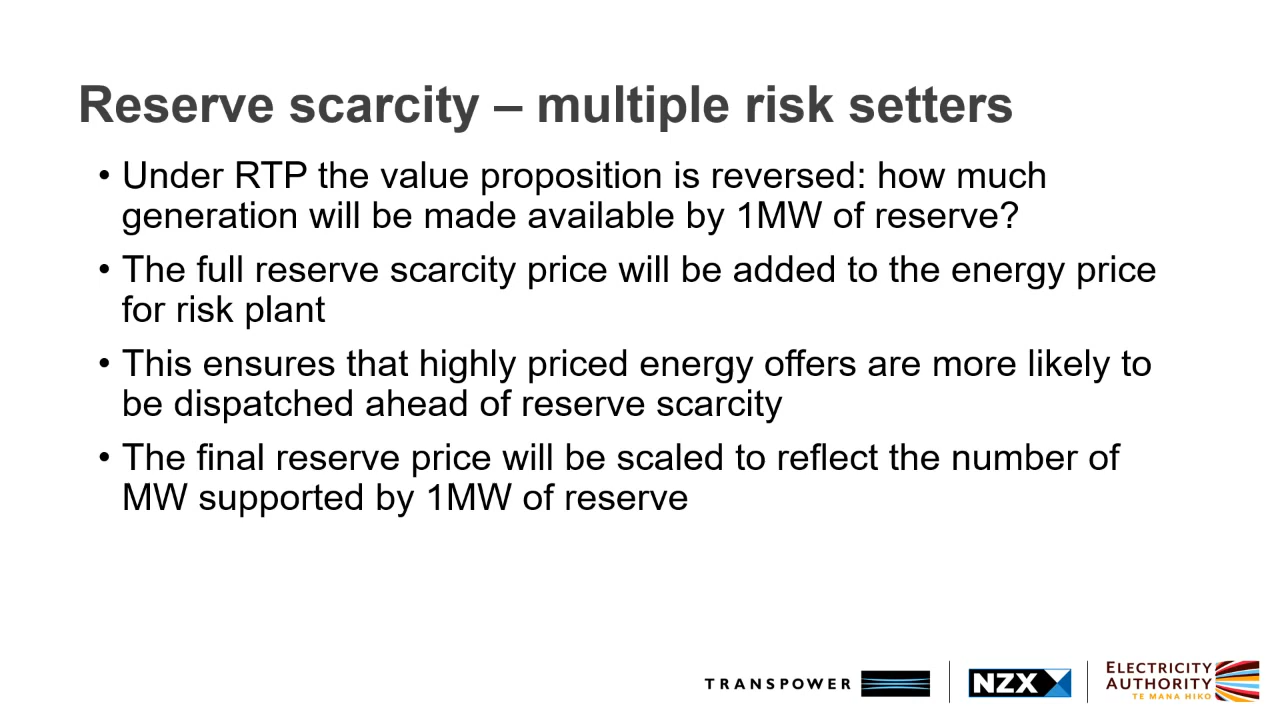 Reserve scarcity – multiple risk setters
• Under RTP the value proposition is reversed: how much
generation will be made available by 1MW of reserve?
• The full reserve scarcity price will be added to the energy price
for risk plant
• This ensures that highly priced energy offers are more likely to
be dispatched ahead of reserve scarcity
• The final reserve price will be scaled to reflect the number of
MW supported by 1MW of reserve
TRANSPOWER
NZX
ELECTRICITY
AUTHORITY
TE MANA HIKO